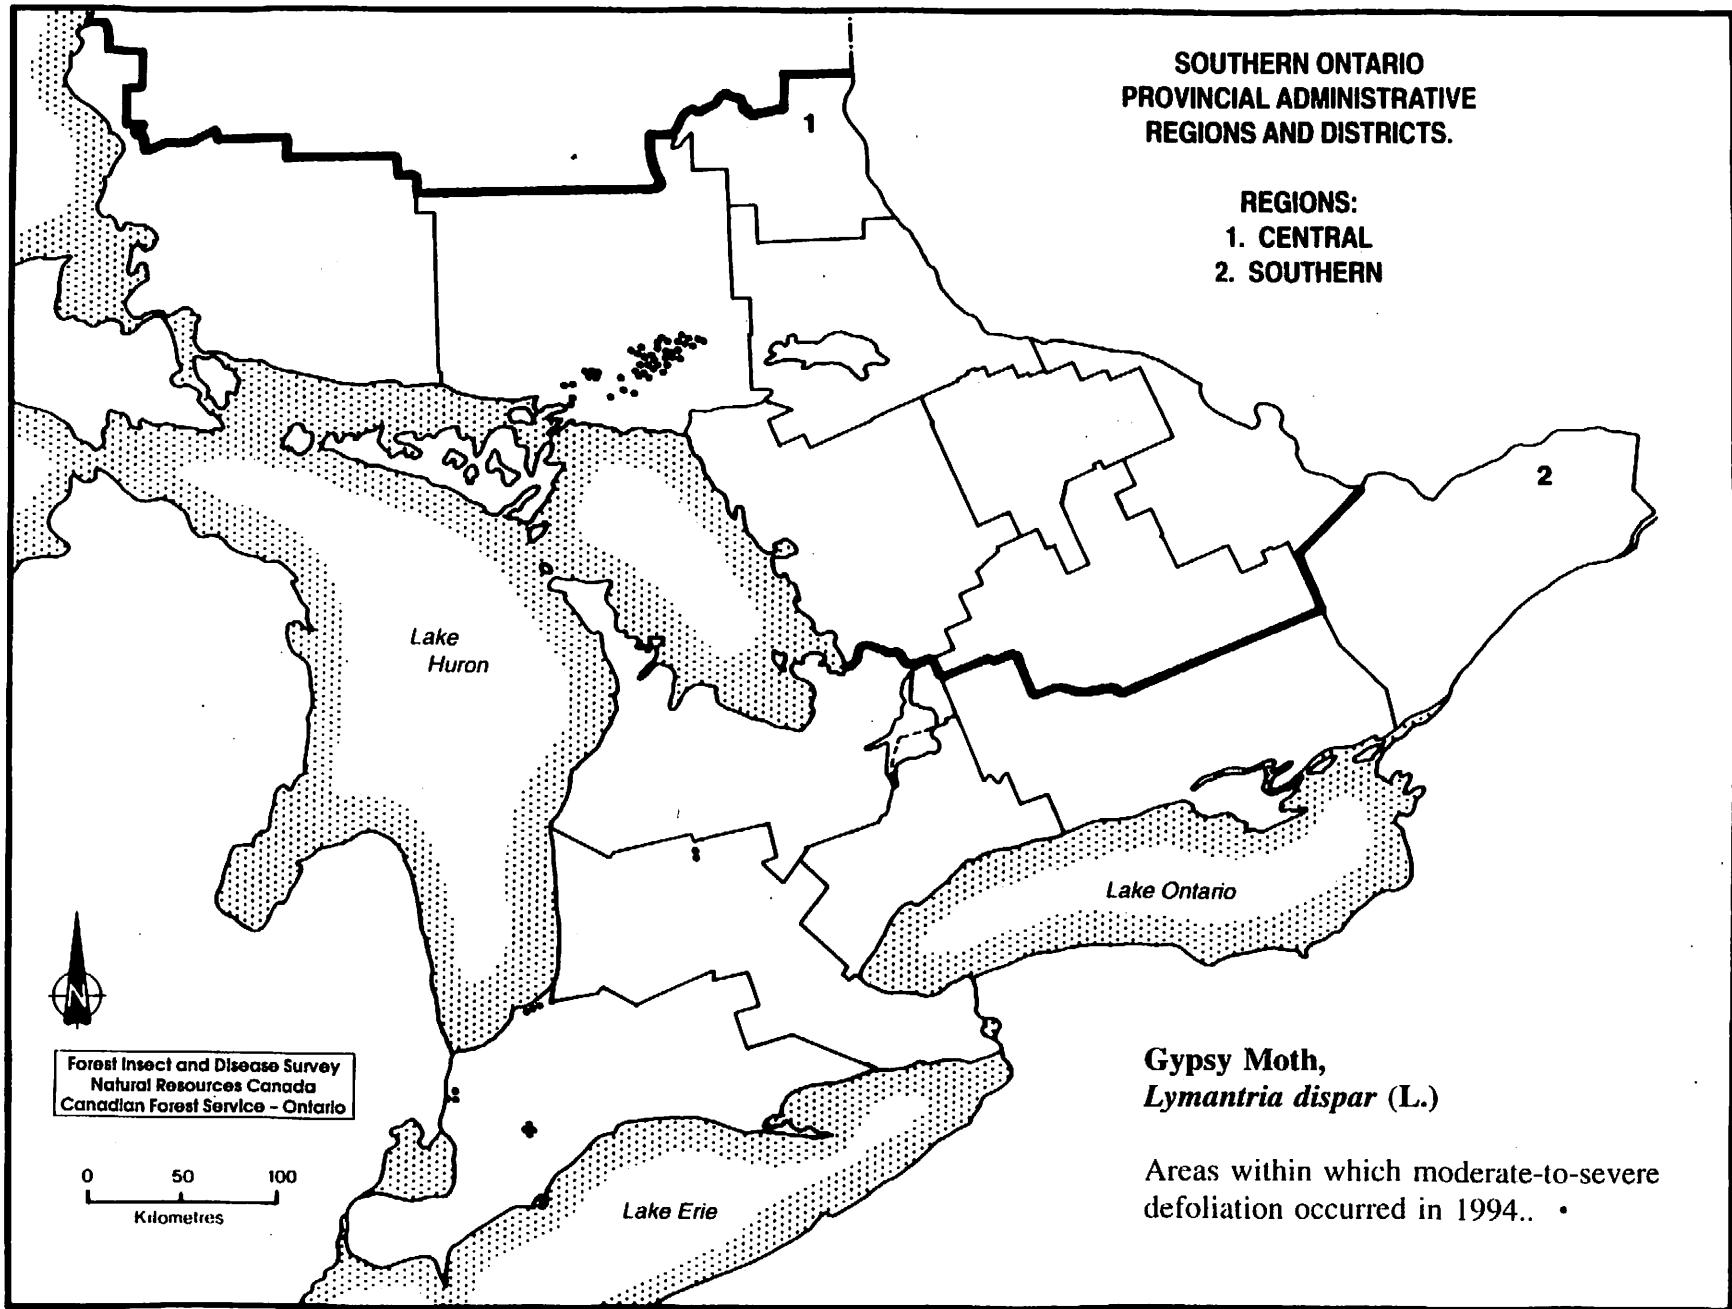 SOUTHERN ONTARIO
PROVINCIAL ADMINISTRATIVE
REGIONS AND DISTRICTS.
REGIONS:
1. CENTRAL
2. SOUTHERN
1
2
Lake
Huron
Lake Ontario
N
Forest Insect and Disease Survey
Natural Resources Canada
Canadian Forest Service - Ontario
0 50 100
Kilometres
Lake Erie
Gypsy Moth,
Lymantria dispar (L.)
Areas within which moderate-to-severe
defoliation occurred in 1994.. •